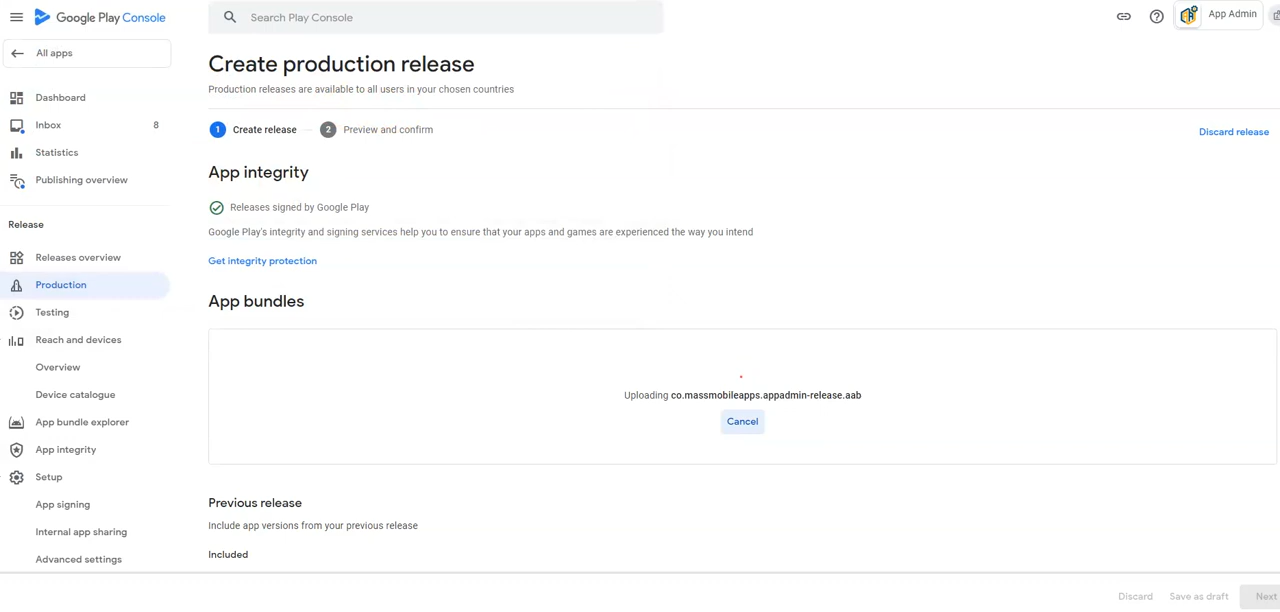 Google Play Console
Search Play Console
App Admin
All apps
Dashboard
Inbox 8
Statistics
Publishing overview
Release
Releases overview
Production
Testing
Reach and devices
Overview
Device catalogue
App bundle explorer
App integrity
Setup
App signing
Internal app sharing
Advanced settings
Create production release
Production releases are available to all users in your chosen countries
1 Create release
2 Preview and confirm
Discard release
App integrity
Releases signed by Google Play
Google Play's integrity and signing services help you to ensure that your apps and games are experienced the way you intend
Get integrity protection
App bundles
Uploading co.massmobileapps.appadmin-release.aab
Cancel
Previous release
Include app versions from your previous release
Included
Discard
Save as draft
Next